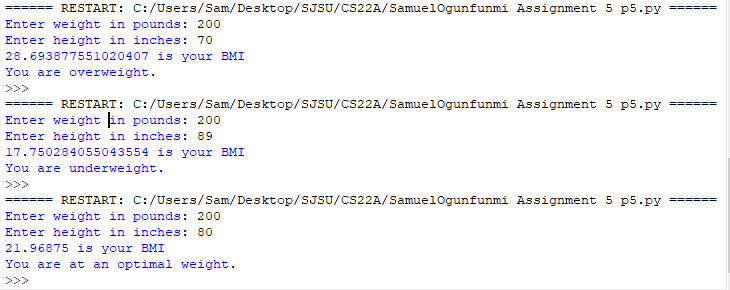 ====== RESTART: C:/Users/Sam/Desktop/SJSU/CS22A/SamuelOgunfunmi Assignment 5 p5.py ======
Enter weight in pounds: 200
Enter height in inches: 70
28.693877551020407 is your BMI
You are overweight.
>>>
====== RESTART: C:/Users/Sam/Desktop/SJSU/CS22A/SamuelOgunfunmi Assignment 5 p5.py ======
Enter weight in pounds: 200
Enter height in inches: 89
17.750284055043554 is your BMI
You are underweight.
>>>
====== RESTART: C:/Users/Sam/Desktop/SJSU/CS22A/SamuelOgunfunmi Assignment 5 p5.py ======
Enter weight in pounds: 200
Enter height in inches: 80
21.96875 is your BMI
You are at an optimal weight.
>>>